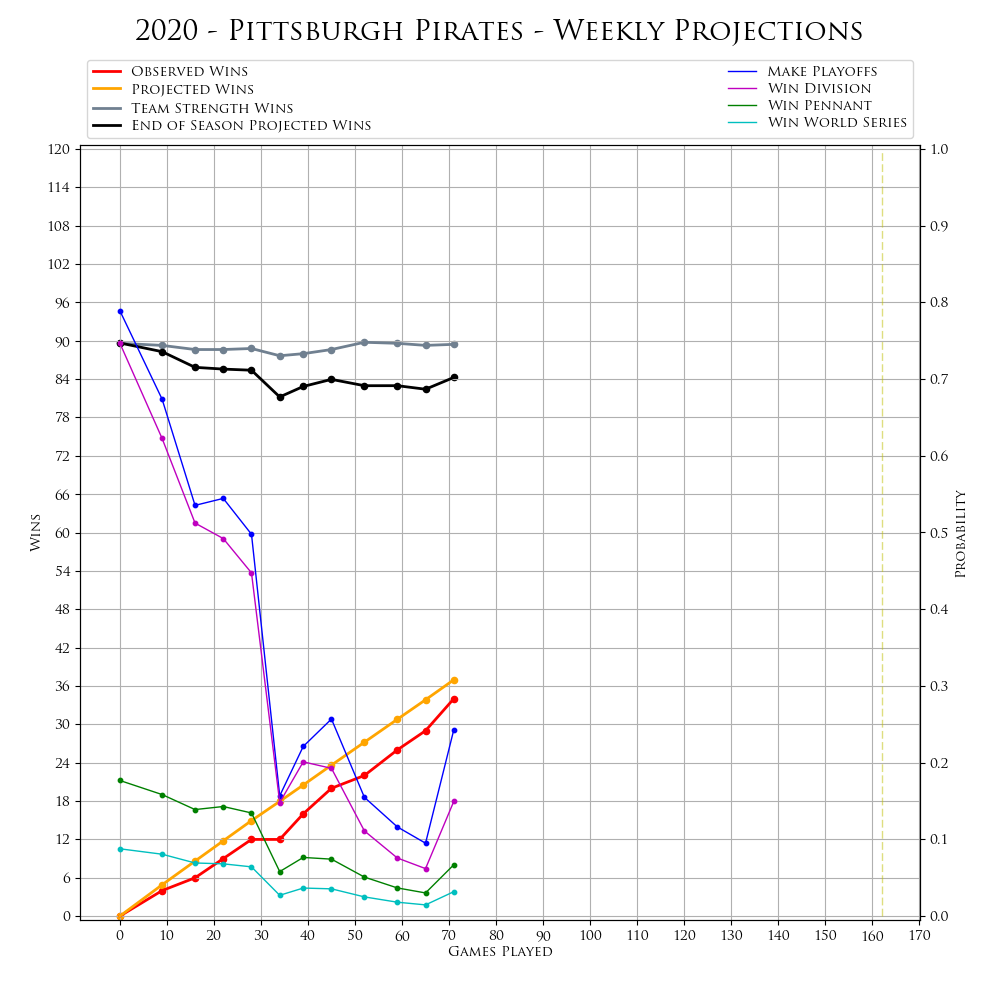 2020 - Pittsburgh Pirates - Weekly Projections
Observed Wins
Projected Wins
Team Strength Wins
End of Season Projected Wins
Make Playoffs
Win Division
Win Pennant
Win World Series
120
114
108
102
96
90
84
78
72
66
60
54
48
42
36
30
24
18
12
6
0
Wins
1.0
0.9
0.8
0.7
0.6
0.5
0.4
0.3
0.2
0.1
0.0
Probability
0 10 20 30 40 50 60 70 80 90 100 110 120 130 140 150 160 170
Games Played